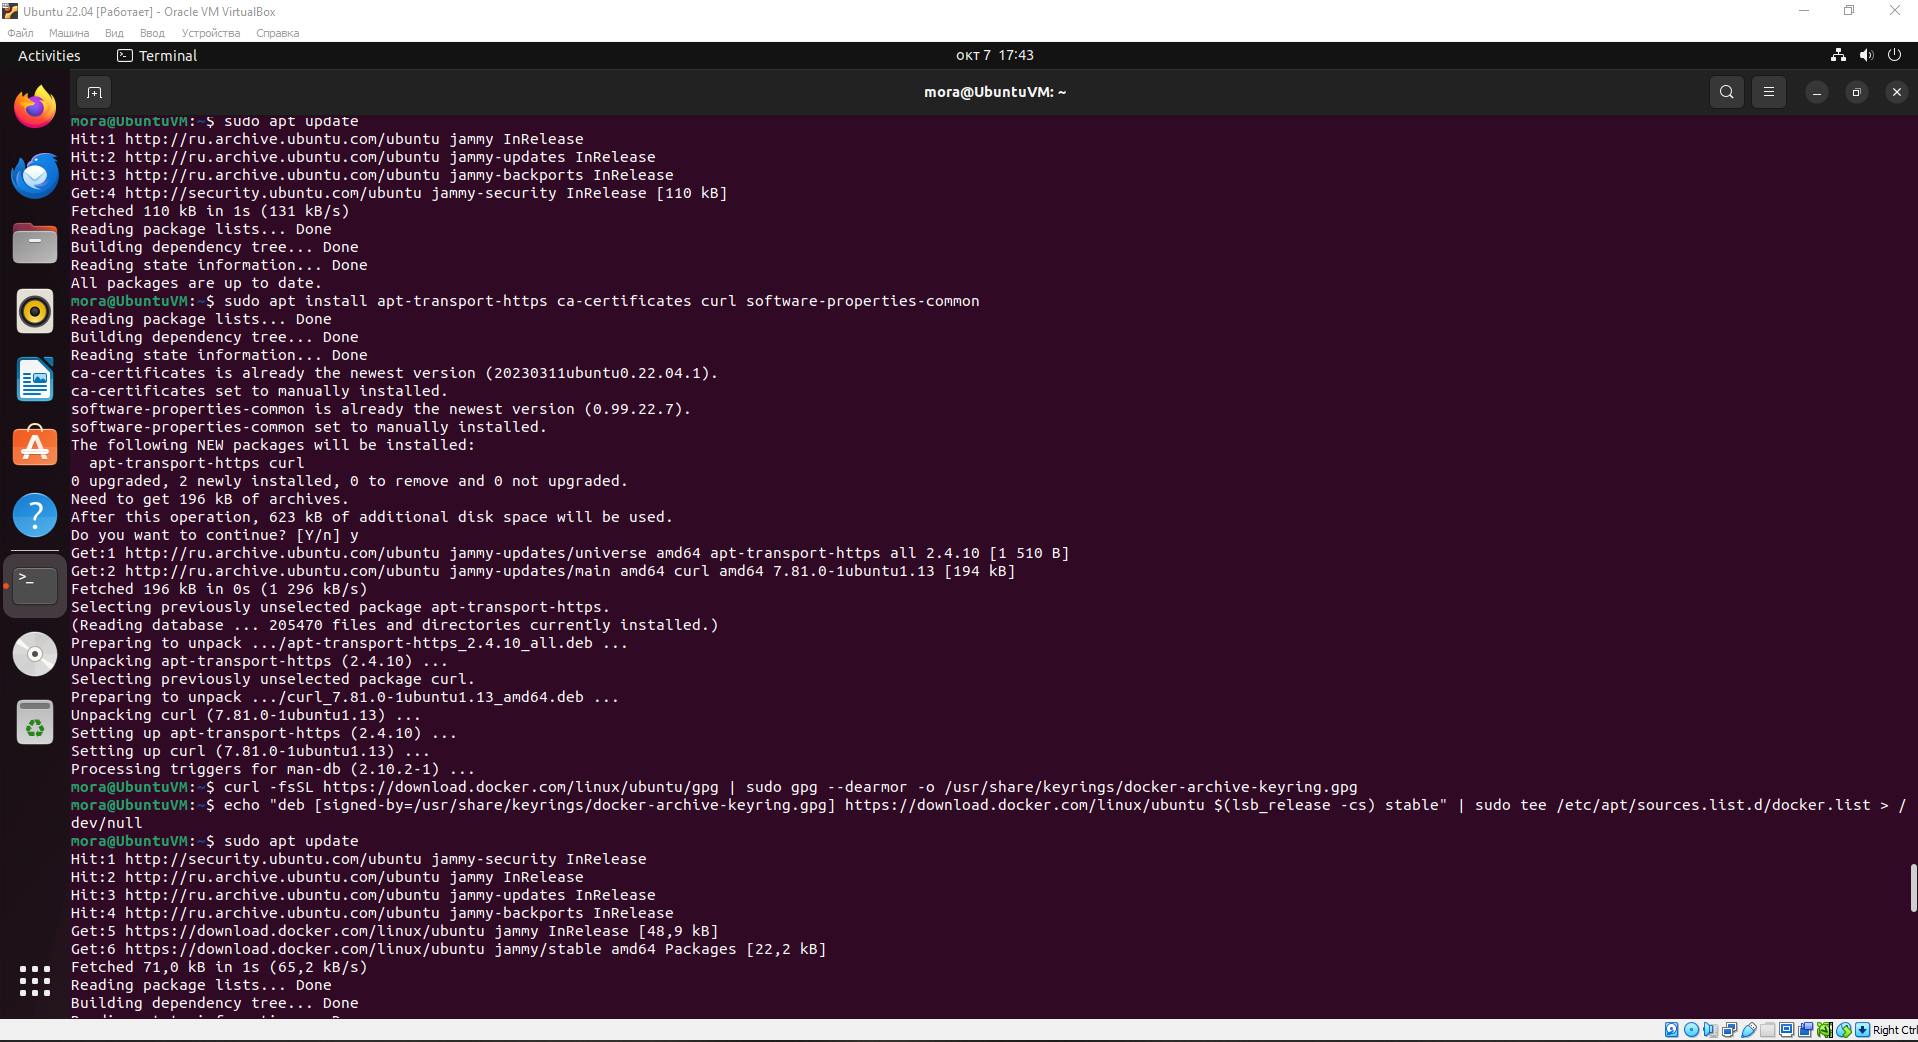 Ubuntu 22.04 [Работает] - Oracle VM VirtualBox
Файл Машина Вид Ввод Устройства Справка
Activities Terminal окт 7 17:43
mora@UbuntuVM: ~
mora@UbuntuVM:~$ sudo apt update
Hit:1 http://ru.archive.ubuntu.com/ubuntu jammy InRelease
Hit:2 http://ru.archive.ubuntu.com/ubuntu jammy-updates InRelease
Hit:3 http://ru.archive.ubuntu.com/ubuntu jammy-backports InRelease
Get:4 http://security.ubuntu.com/ubuntu jammy-security InRelease [110 kB]
Fetched 110 kB in 1s (131 kB/s)
Reading package lists... Done
Building dependency tree... Done
Reading state information... Done
All packages are up to date.
mora@UbuntuVM:~$ sudo apt install apt-transport-https ca-certificates curl software-properties-common
Reading package lists... Done
Building dependency tree... Done
Reading state information... Done
ca-certificates is already the newest version (20230311ubuntu0.22.04.1).
ca-certificates set to manually installed.
software-properties-common is already the newest version (0.99.22.7).
software-properties-common set to manually installed.
The following NEW packages will be installed:
  apt-transport-https curl
0 upgraded, 2 newly installed, 0 to remove and 0 not upgraded.
Need to get 196 kB of archives.
After this operation, 623 kB of additional disk space will be used.
Do you want to continue? [Y/n] y
Get:1 http://ru.archive.ubuntu.com/ubuntu jammy-updates/universe amd64 apt-transport-https all 2.4.10 [1 510 B]
Get:2 http://ru.archive.ubuntu.com/ubuntu jammy-updates/main amd64 curl amd64 7.81.0-1ubuntu1.13 [194 kB]
Fetched 196 kB in 0s (1 296 kB/s)
Selecting previously unselected package apt-transport-https.
(Reading database ... 205470 files and directories currently installed.)
Preparing to unpack .../apt-transport-https_2.4.10_all.deb ...
Unpacking apt-transport-https (2.4.10) ...
Selecting previously unselected package curl.
Preparing to unpack .../curl_7.81.0-1ubuntu1.13_amd64.deb ...
Unpacking curl (7.81.0-1ubuntu1.13) ...
Setting up apt-transport-https (2.4.10) ...
Setting up curl (7.81.0-1ubuntu1.13) ...
Processing triggers for man-db (2.10.2-1) ...
mora@UbuntuVM:~$ curl -fsSL https://download.docker.com/linux/ubuntu/gpg | sudo gpg --dearmor -o /usr/share/keyrings/docker-archive-keyring.gpg
mora@UbuntuVM:~$ echo "deb [signed-by=/usr/share/keyrings/docker-archive-keyring.gpg] https://download.docker.com/linux/ubuntu $(lsb_release -cs) stable" | sudo tee /etc/apt/sources.list.d/docker.list > /
dev/null
mora@UbuntuVM:~$ sudo apt update
Hit:1 http://security.ubuntu.com/ubuntu jammy-security InRelease
Hit:2 http://ru.archive.ubuntu.com/ubuntu jammy InRelease
Hit:3 http://ru.archive.ubuntu.com/ubuntu jammy-updates InRelease
Hit:4 http://ru.archive.ubuntu.com/ubuntu jammy-backports InRelease
Get:5 https://download.docker.com/linux/ubuntu jammy InRelease [48,9 kB]
Get:6 https://download.docker.com/linux/ubuntu jammy/stable amd64 Packages [22,2 kB]
Fetched 71,0 kB in 1s (65,2 kB/s)
Reading package lists... Done
Building dependency tree... Done
Right Ctrl